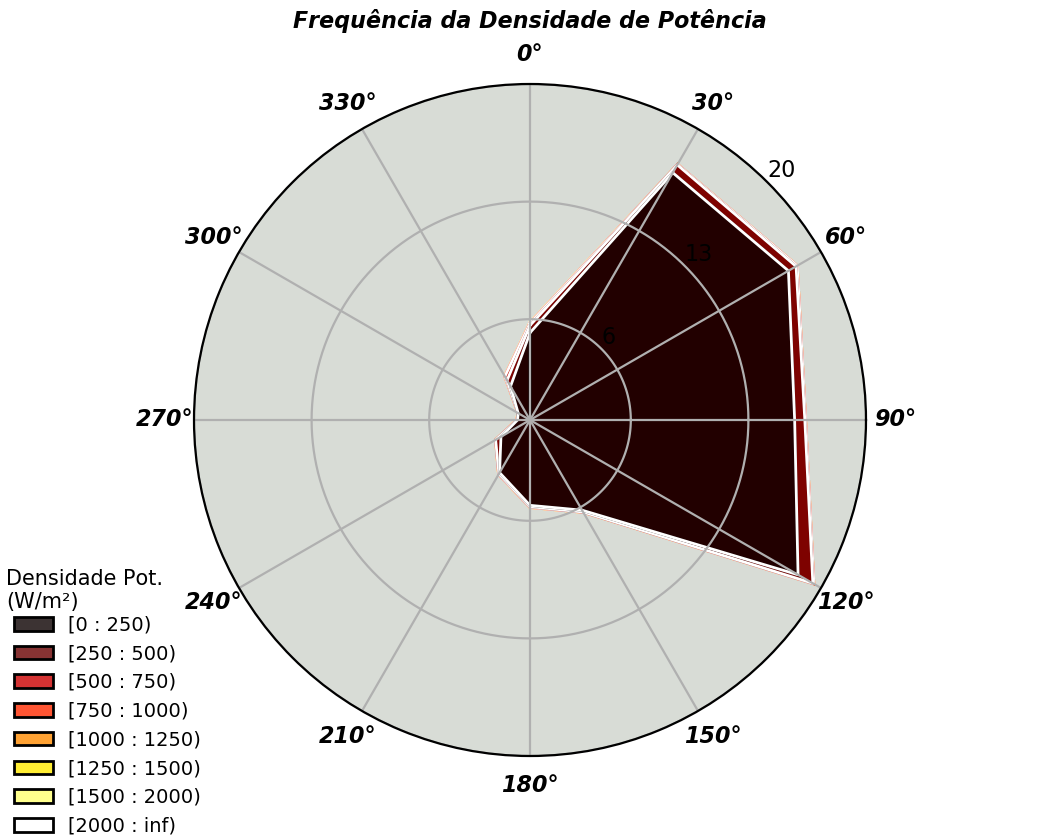 Frequência da Densidade de Potência
0°
330°
30°
20
300°
60°
13
6
270°
90°
240°
120°
210°
150°
180°
Densidade Pot.
(W/m²)
[0 : 250)
[250 : 500)
[500 : 750)
[750 : 1000)
[1000 : 1250)
[1250 : 1500)
[1500 : 2000)
[2000 : inf)